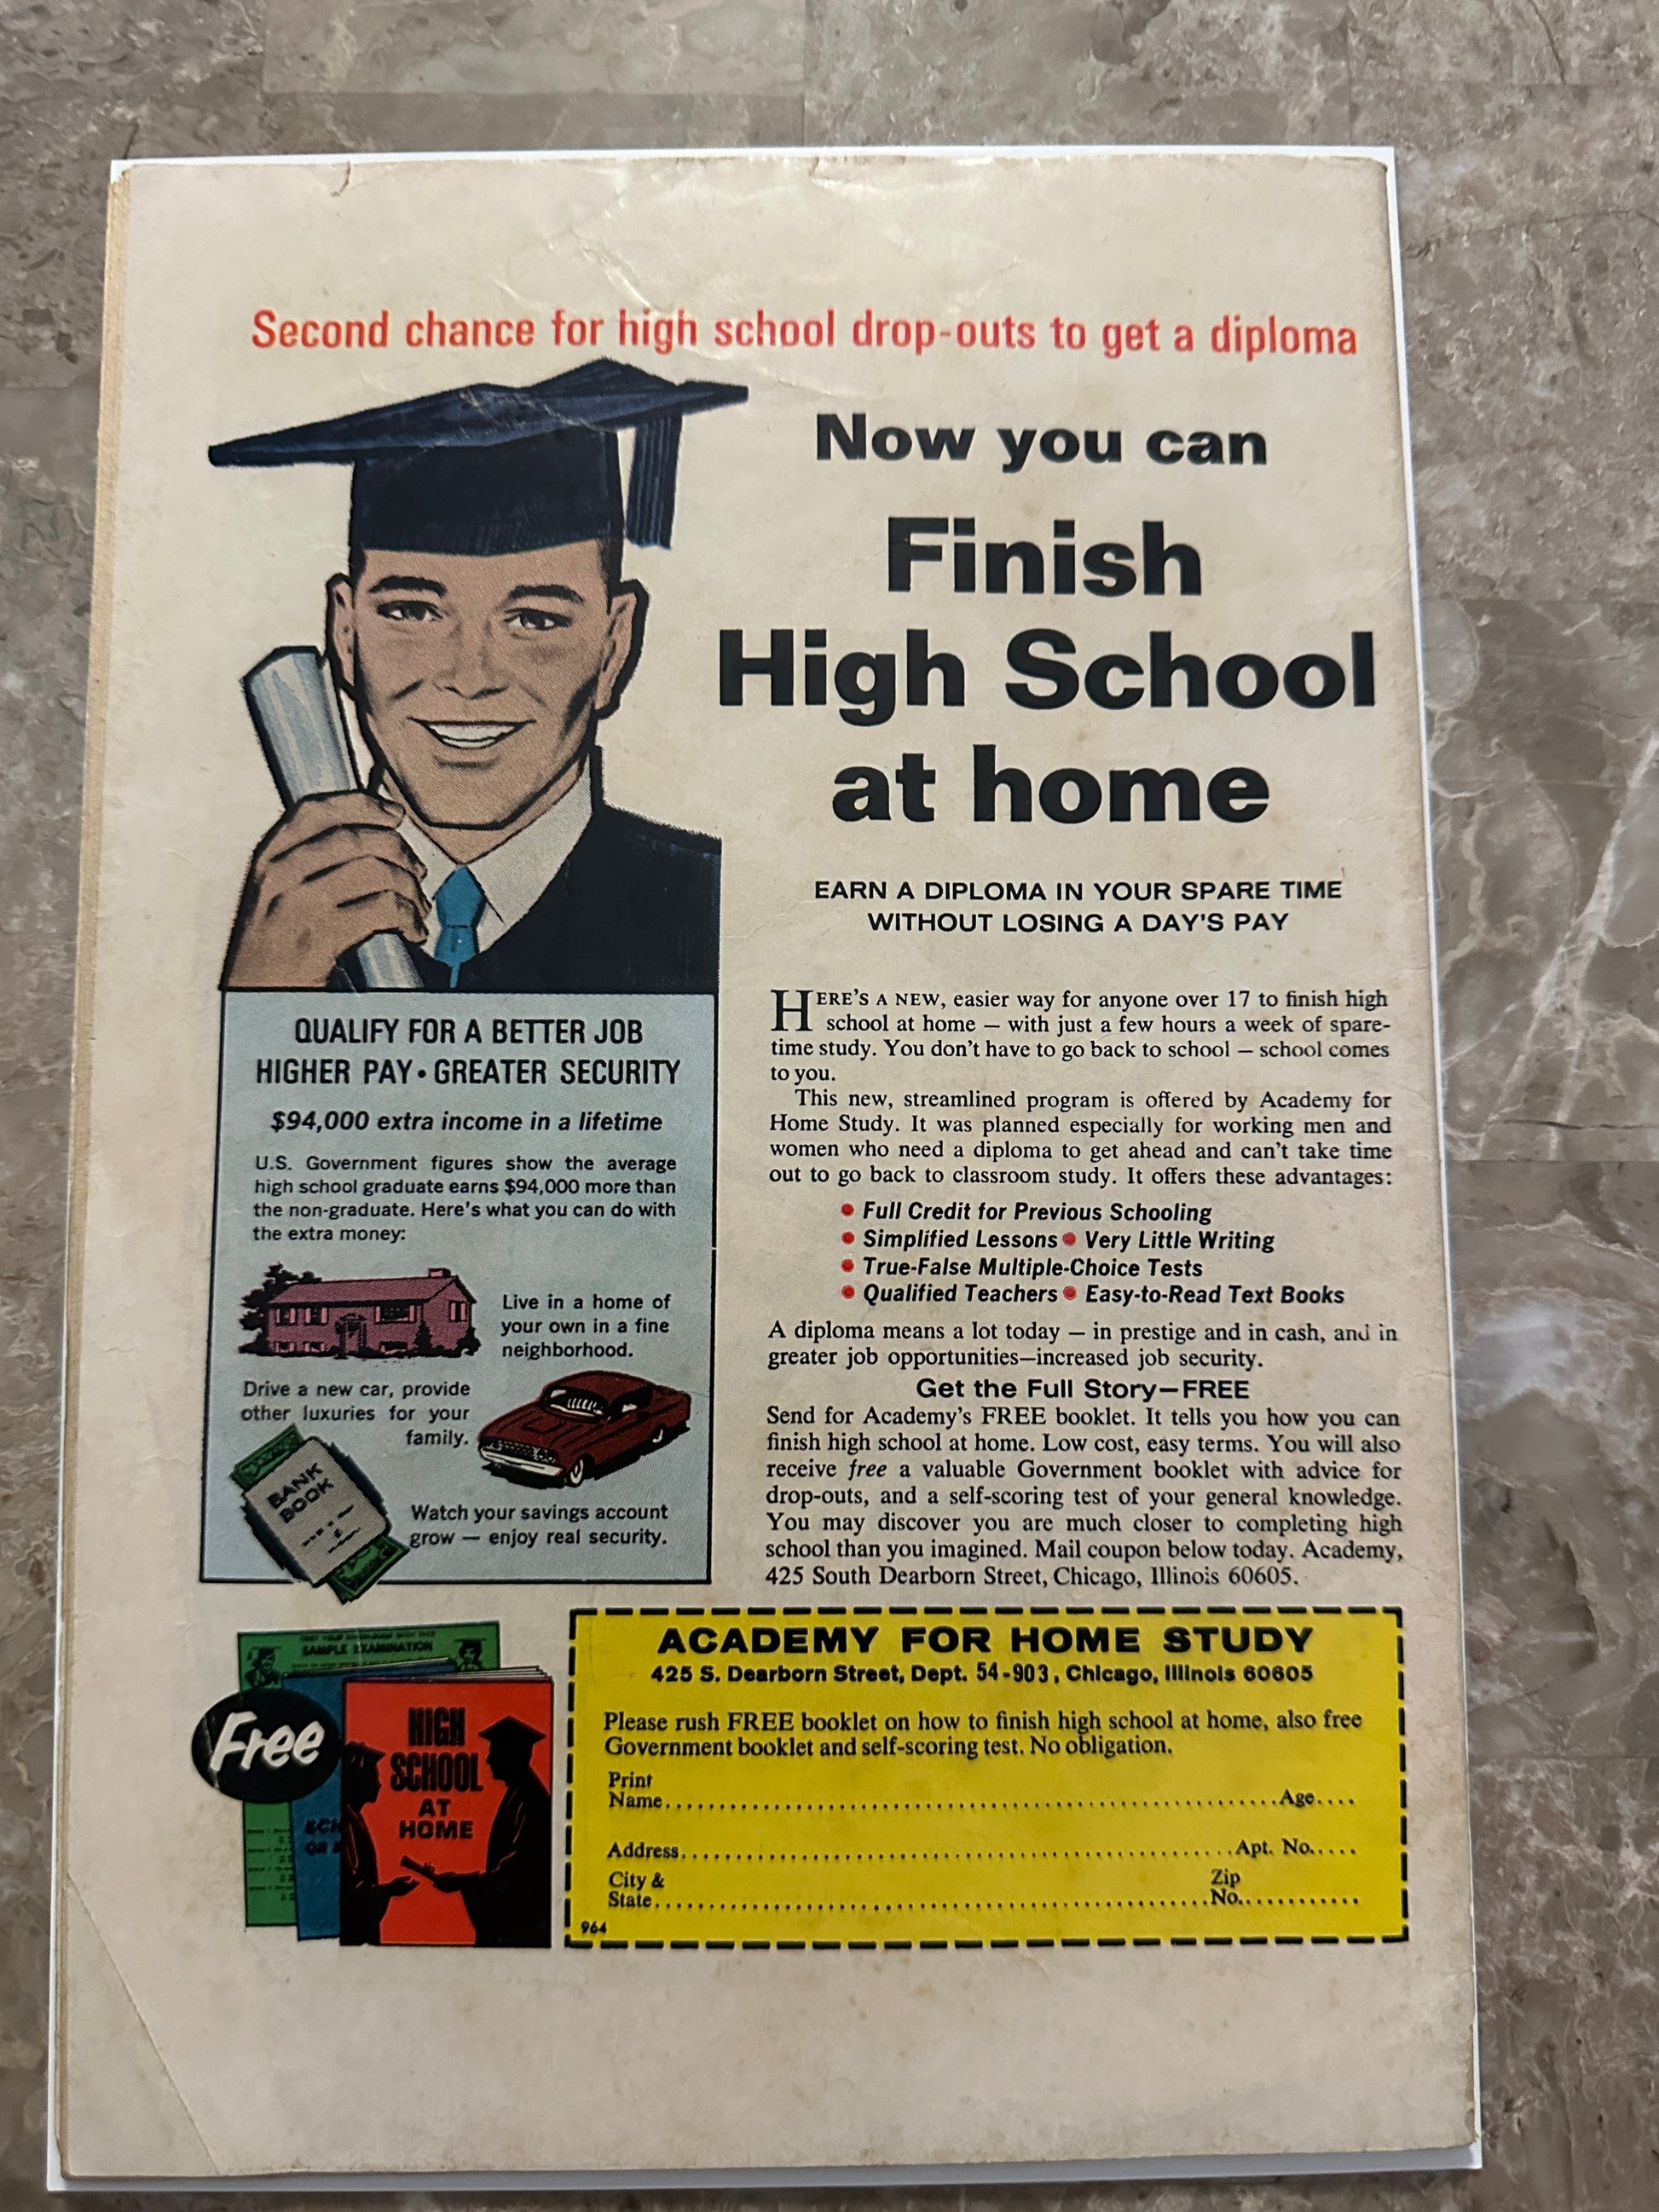 Second chance for high school drop-outs to get a diploma
Now you can
Finish
High School
at home
EARN A DIPLOMA IN YOUR SPARE TIME
WITHOUT LOSING A DAY'S PAY
HERE'S A NEW, easier way for anyone over 17 to finish high
school at home — with just a few hours a week of spare-
time study. You don't have to go back to school — school comes
to you.
This new, streamlined program is offered by Academy for
Home Study. It was planned especially for working men and
women who need a diploma to get ahead and can't take time
out to go back to classroom study. It offers these advantages:
• Full Credit for Previous Schooling
• Simplified Lessons • Very Little Writing
• True-False Multiple-Choice Tests
• Qualified Teachers • Easy-to-Read Text Books
A diploma means a lot today — in prestige and in cash, and in
greater job opportunities—increased job security.
Get the Full Story—FREE
Send for Academy's FREE booklet. It tells you how you can
finish high school at home. Low cost, easy terms. You will also
receive free a valuable Government booklet with advice for
drop-outs, and a self-scoring test of your general knowledge.
You may discover you are much closer to completing high
school than you imagined. Mail coupon below today. Academy,
425 South Dearborn Street, Chicago, Illinois 60605.
QUALIFY FOR A BETTER JOB
HIGHER PAY • GREATER SECURITY
$94,000 extra income in a lifetime
U.S. Government figures show the average
high school graduate earns $94,000 more than
the non-graduate. Here's what you can do with
the extra money:
Live in a home of
your own in a fine
neighborhood.
Drive a new car, provide
other luxuries for your
family.
BANK
BOOK
Watch your savings account
grow — enjoy real security.
SAMPLE EXAMINATION
Free
HIGH
SCHOOL
AT
HOME
ACADEMY FOR HOME STUDY
425 S. Dearborn Street, Dept. 54-903, Chicago, Illinois 60605
Please rush FREE booklet on how to finish high school at home, also free
Government booklet and self-scoring test. No obligation.
Print
Name Age
Address Apt. No.
City & Zip
State No.
964